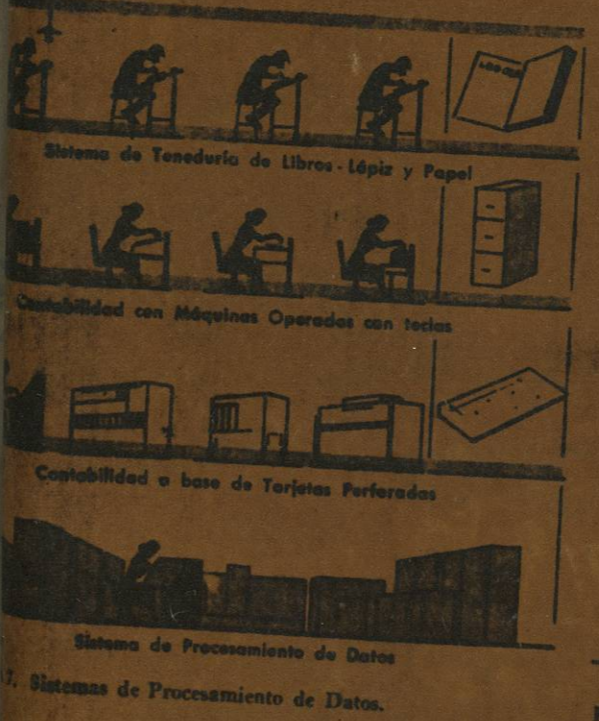 Sistema de Teneduría de Libros - Lápiz y Papel
Contabilidad con Máquinas Operadas con teclas
Contabilidad a base de Tarjetas Perforadas
Sistema de Procesamiento de Datos
7. Sistemas de Procesamiento de Datos.